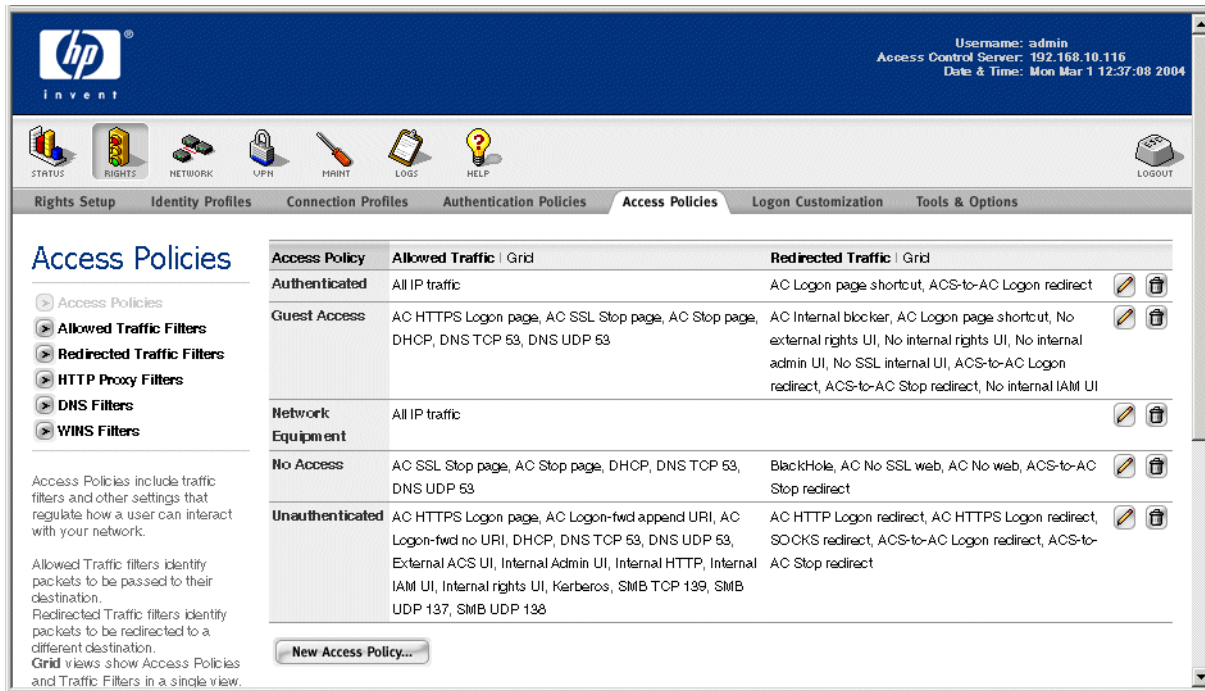 hp
®
invent
Username: admin
Access Control Server: 192.168.10.116
Date & Time: Mon Mar 1 12:37:08 2004
STATUS
RIGHTS
NETWORK
VPN
MAINT
LOGS
HELP
ESC
LOGOUT
Rights Setup
Identity Profiles
Connection Profiles
Authentication Policies
Access Policies
Logon Customization
Tools & Options
Access Policies
Access Policies
Allowed Traffic Filters
Redirected Traffic Filters
HTTP Proxy Filters
DNS Filters
WINS Filters
Access Policies include traffic
filters and other settings that
regulate how a user can interact
with your network.
Allowed Traffic filters identify
packets to be passed to their
destination.
Redirected Traffic filters identify
packets to be redirected to a
different destination.
Grid views show Access Policies
and Traffic Filters in a single view.
Access Policy
Allowed Traffic | Grid
Redirected Traffic | Grid
Authenticated
All IP traffic
AC Logon page shortcut, ACS-to-AC Logon redirect
Guest Access
AC HTTPS Logon page, AC SSL Stop page, AC Stop page,
DHCP, DNS TCP 53, DNS UDP 53
AC Internal blocker, AC Logon page shortcut, No
external rights UI, No internal rights UI, No internal
admin UI, No SSL internal UI, ACS-to-AC Logon
redirect, ACS-to-AC Stop redirect, No internal IAM UI
Network
Equipment
All IP traffic
No Access
AC SSL Stop page, AC Stop page, DHCP, DNS TCP 53,
DNS UDP 53
BlackHole, AC No SSL web, AC No web, ACS-to-AC
Stop redirect
Unauthenticated
AC HTTPS Logon page, AC Logon-fwd append URI, AC
Logon-fwd no URI, DHCP, DNS TCP 53, DNS UDP 53,
External ACS UI, Internal Admin UI, Internal HTTP, Internal
IAM UI, Internal rights UI, Kerberos, SMB TCP 139, SMB
UDP 137, SMB UDP 138
AC HTTP Logon redirect, AC HTTPS Logon redirect,
SOCKS redirect, ACS-to-AC Logon redirect, ACS-to-
AC Stop redirect
New Access Policy...